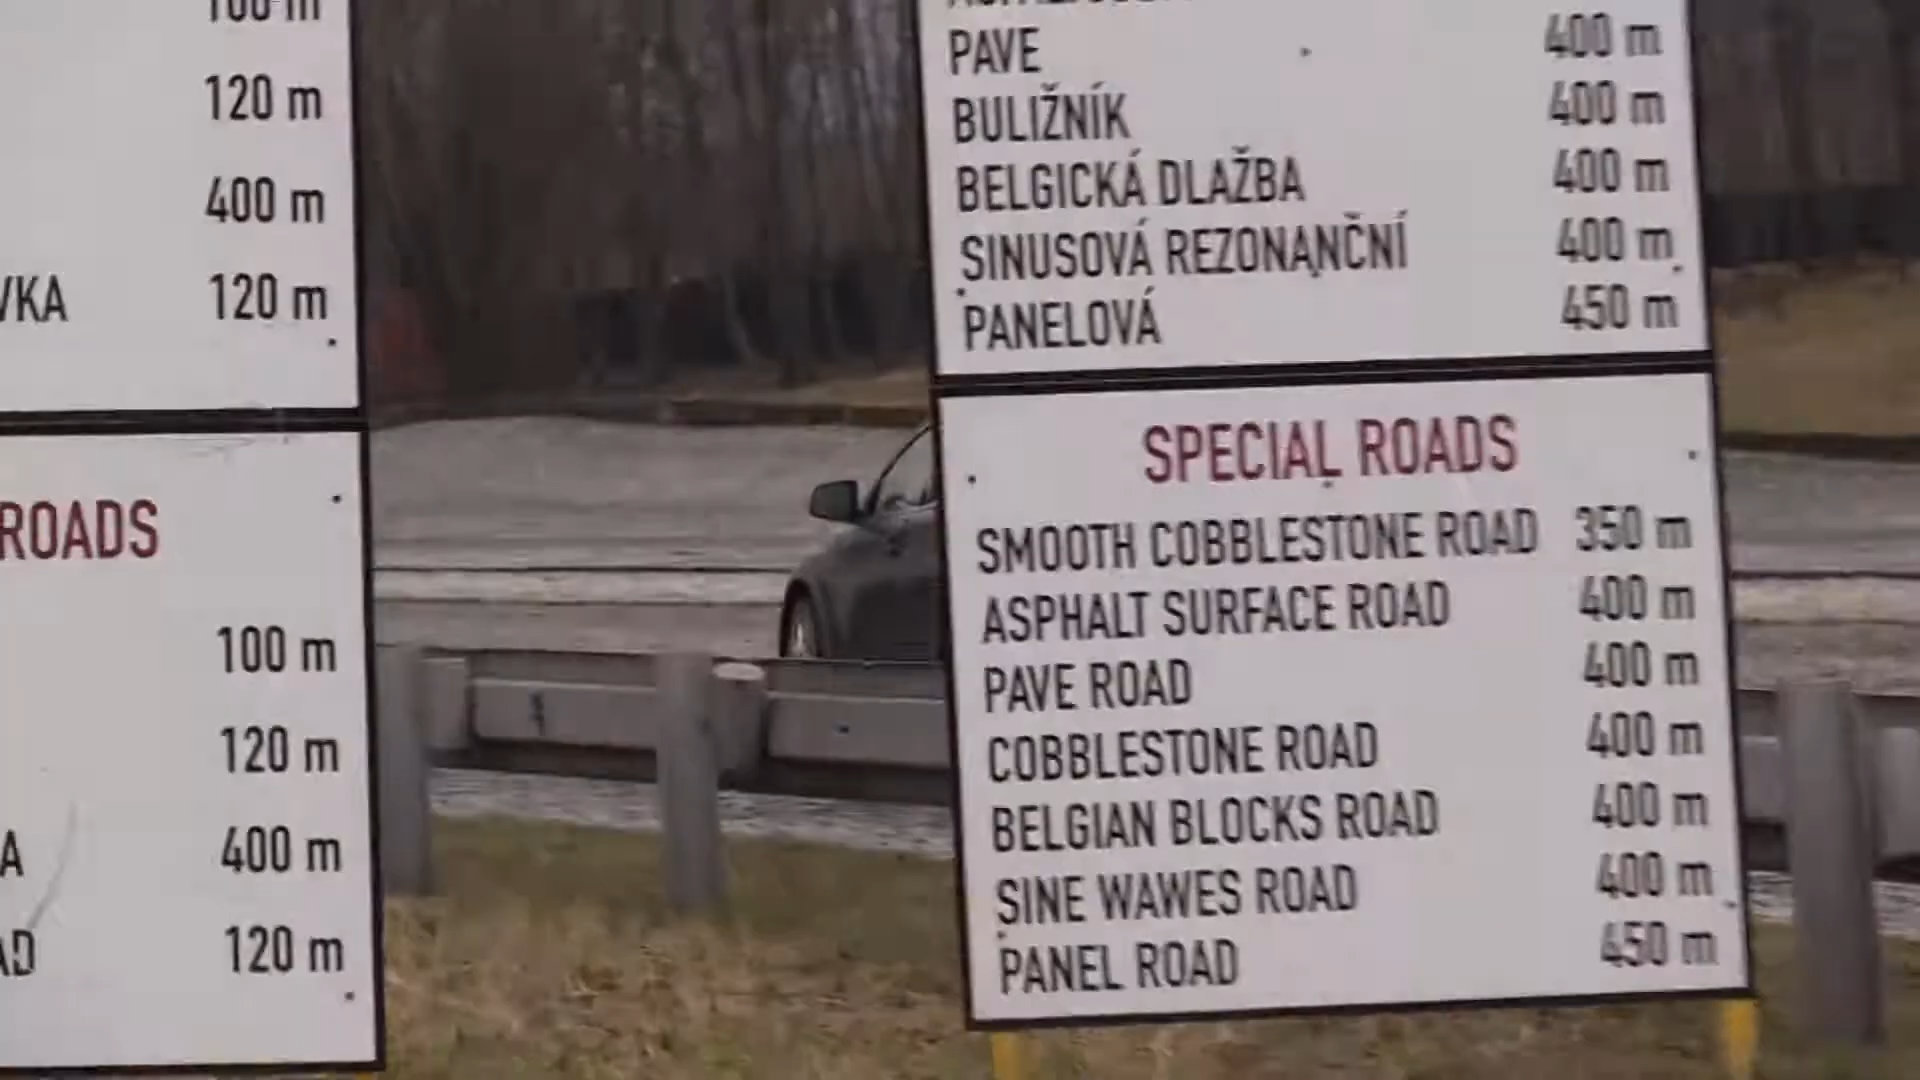 120 m
400 m
VKA 120 m
ROADS
100 m
120 m
A 400 m
AD 120 m
PAVE 400 m
BULIŽNÍK 400 m
BELGICKÁ DLAŽBA 400 m
SINUSOVÁ REZONANČNÍ 400 m
PANELOVÁ 450 m
SPECIAL ROADS
SMOOTH COBBLESTONE ROAD 350 m
ASPHALT SURFACE ROAD 400 m
PAVE ROAD 400 m
COBBLESTONE ROAD 400 m
BELGIAN BLOCKS ROAD 400 m
SINE WAWES ROAD 400 m
PANEL ROAD 450 m